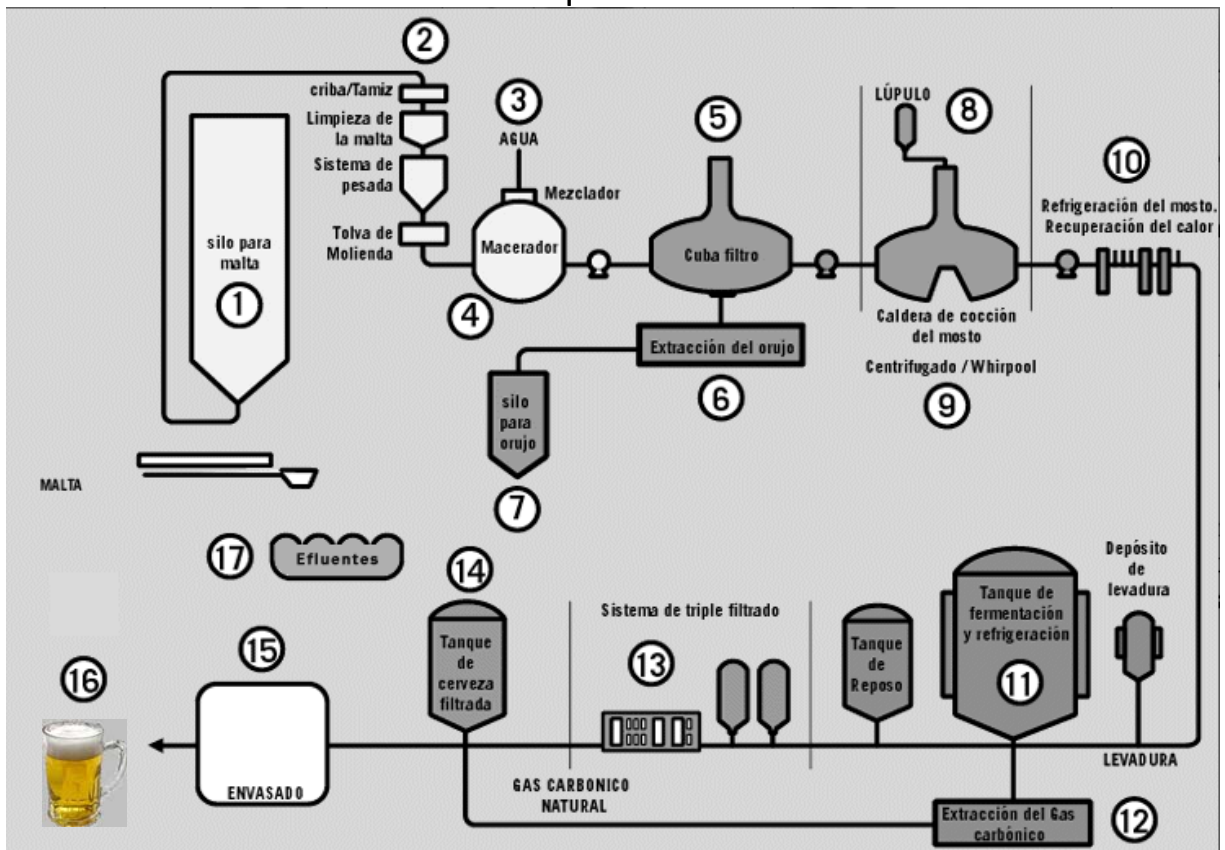 2
criba/Tamiz
Limpieza de
la malta
Sistema de
pesada
Tolva de
Molienda
silo para
malta
1
3
AGUA
Mezclador
Macerador
4
5
Cuba filtro
Extracción del orujo
6
silo
para
orujo
7
LÚPULO
8
Caldera de cocción
del mosto
Centrifugado / Whirpool
9
10
Refrigeración del mosto.
Recuperación del calor
MALTA
17
Efluentes
14
Tanque
de
cerveza
filtrada
Sistema de triple filtrado
13
Tanque
de
Reposo
Tanque de
fermentación
y refrigeración
11
Depósito
de
levadura
LEVADURA
15
ENVASADO
16
GAS CARBONICO
NATURAL
Extracción del Gas
carbónico
12